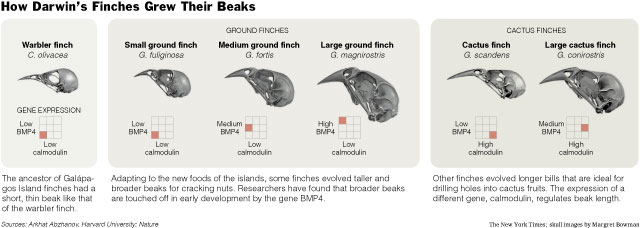 How Darwin's Finches Grew Their Beaks
Warbler finch
C. olivacea
GENE EXPRESSION
Low
BMP4
Low
calmodulin
The ancestor of Galápa-
gos Island finches had a
short, thin beak like that
of the warbler finch.
GROUND FINCHES
Small ground finch
G. fuliginosa
Low
BMP4
Low
calmodulin
Medium ground finch
G. fortis
Medium
BMP4
Low
calmodulin
Large ground finch
G. magnirostris
High
BMP4
Low
calmodulin
Adapting to the new foods of the islands, some finches evolved taller and
broader beaks for cracking nuts. Researchers have found that broader beaks
are touched off in early development by the gene BMP4.
CACTUS FINCHES
Cactus finch
G. scandens
Low
BMP4
High
calmodulin
Large cactus finch
G. conirostris
Medium
BMP4
High
calmodulin
Other finches evolved longer bills that are ideal for
drilling holes into cactus fruits. The expression of a
different gene, calmodulin, regulates beak length.
Sources: Arkat Abzhanov, Harvard University; Nature
The New York Times; skull images by Margret Bowman